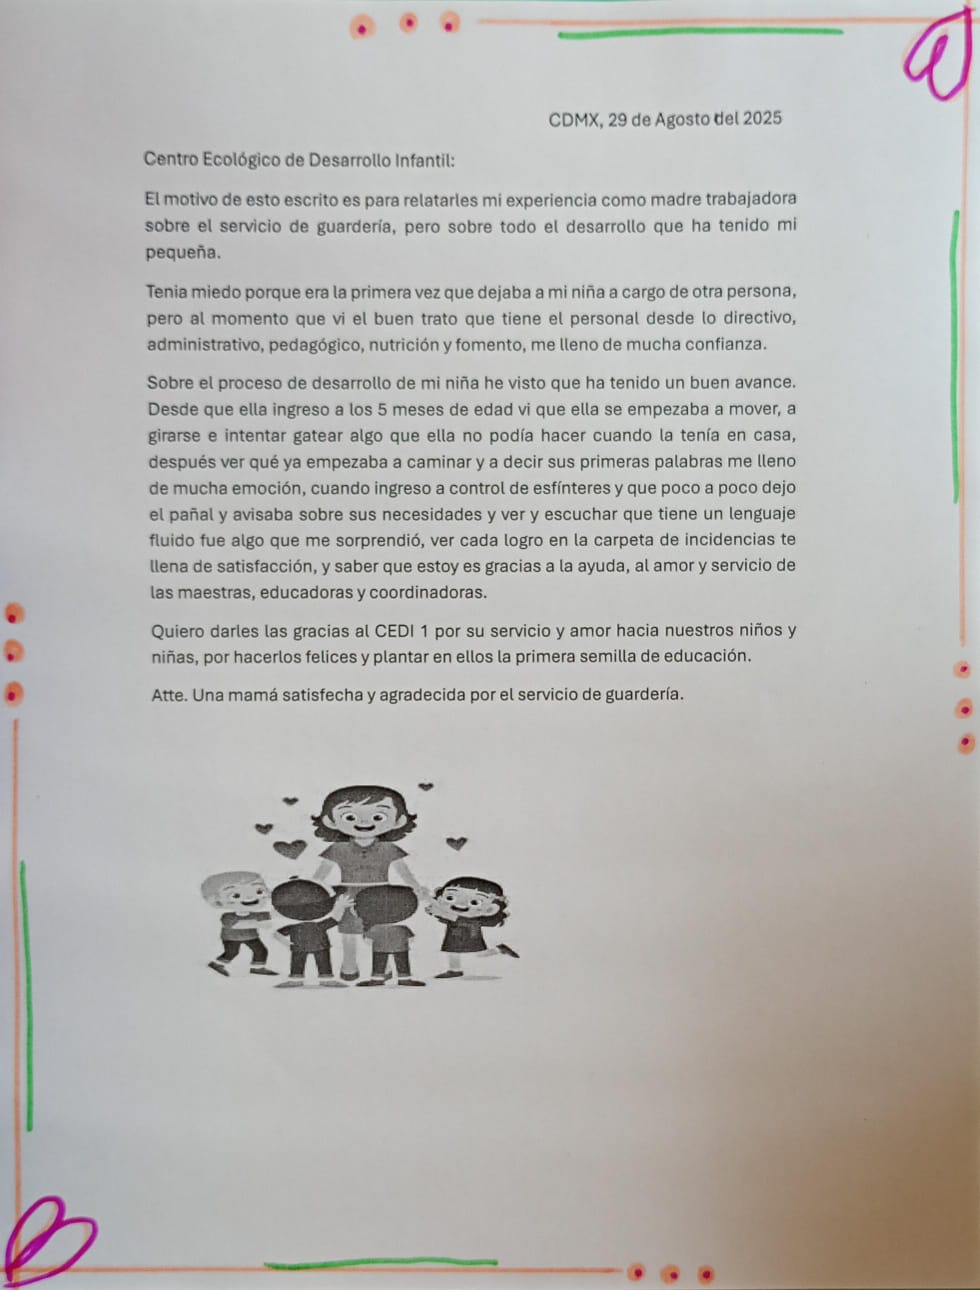 CDMX, 29 de Agosto del 2025
Centro Ecológico de Desarrollo Infantil:
El motivo de esto escrito es para relatarles mi experiencia como madre trabajadora
sobre el servicio de guardería, pero sobre todo el desarrollo que ha tenido mi
pequeña.
Tenia miedo porque era la primera vez que dejaba a mi niña a cargo de otra persona,
pero al momento que vi el buen trato que tiene el personal desde lo directivo,
administrativo, pedagógico, nutrición y fomento, me lleno de mucha confianza.
Sobre el proceso de desarrollo de mi niña he visto que ha tenido un buen avance.
Desde que ella ingreso a los 5 meses de edad vi que ella se empezaba a mover, a
girarse e intentar gatear algo que ella no podía hacer cuando la tenía en casa,
después ver qué ya empezaba a caminar y a decir sus primeras palabras me lleno
de mucha emoción, cuando ingreso a control de esfínteres y que poco a poco dejo
el pañal y avisaba sobre sus necesidades y ver y escuchar que tiene un lenguaje
fluido fue algo que me sorprendió, ver cada logro en la carpeta de incidencias te
llena de satisfacción, y saber que estoy es gracias a la ayuda, al amor y servicio de
las maestras, educadoras y coordinadoras.
Quiero darles las gracias al CEDI 1 por su servicio y amor hacia nuestros niños y
niñas, por hacerlos felices y plantar en ellos la primera semilla de educación.
Atte. Una mamá satisfecha y agradecida por el servicio de guardería.